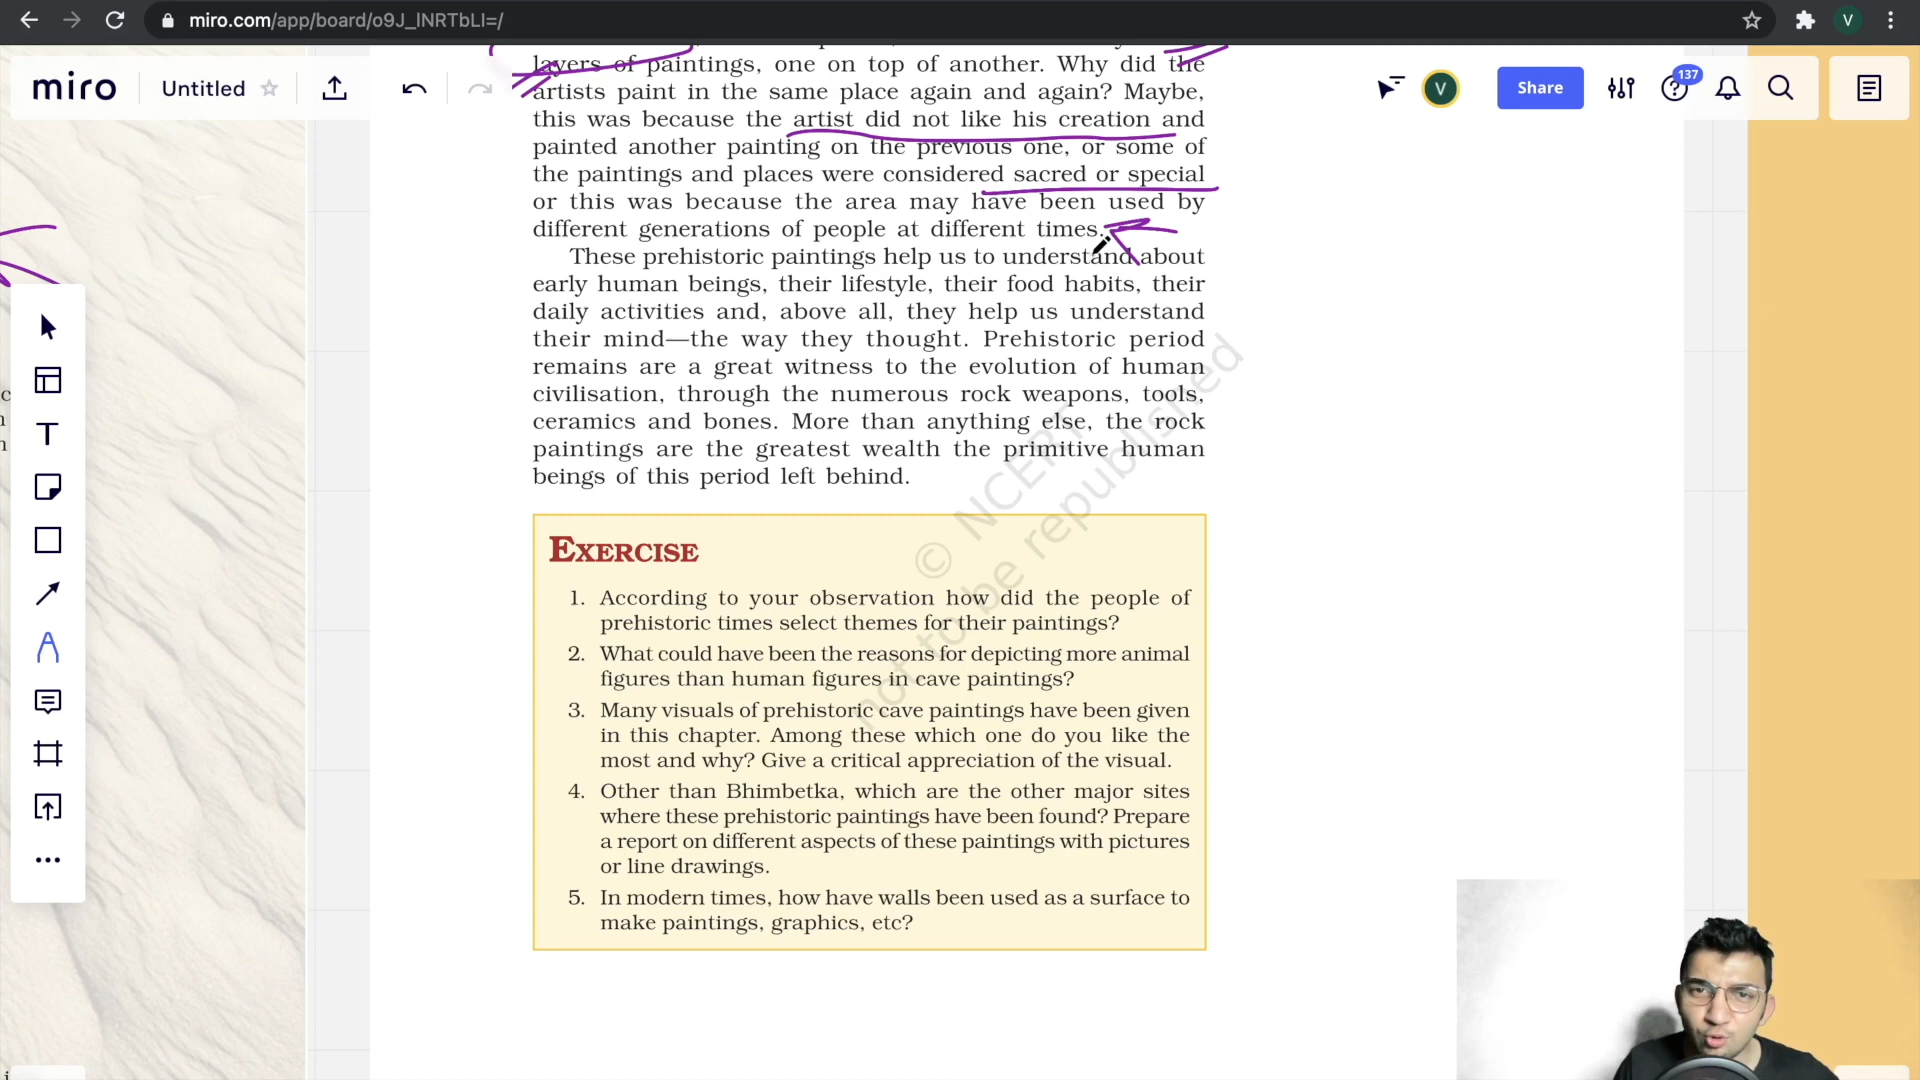 miro.com/app/board/o9J_lNRTbLI=/
V
miro
Untitled
V
Share
137
layers of paintings, one on top of another. Why did the
artists paint in the same place again and again? Maybe,
this was because the artist did not like his creation and
painted another painting on the previous one, or some of
the paintings and places were considered sacred or special
or this was because the area may have been used by
different generations of people at different times.
These prehistoric paintings help us to understand about
early human beings, their lifestyle, their food habits, their
daily activities and, above all, they help us understand
their mind—the way they thought. Prehistoric period
remains are a great witness to the evolution of human
civilisation, through the numerous rock weapons, tools,
ceramics and bones. More than anything else, the rock
paintings are the greatest wealth the primitive human
beings of this period left behind.
© NCERT
not to be republished
EXERCISE
1. According to your observation how did the people of
prehistoric times select themes for their paintings?
2. What could have been the reasons for depicting more animal
figures than human figures in cave paintings?
3. Many visuals of prehistoric cave paintings have been given
in this chapter. Among these which one do you like the
most and why? Give a critical appreciation of the visual.
4. Other than Bhimbetka, which are the other major sites
where these prehistoric paintings have been found? Prepare
a report on different aspects of these paintings with pictures
or line drawings.
5. In modern times, how have walls been used as a surface to
make paintings, graphics, etc?